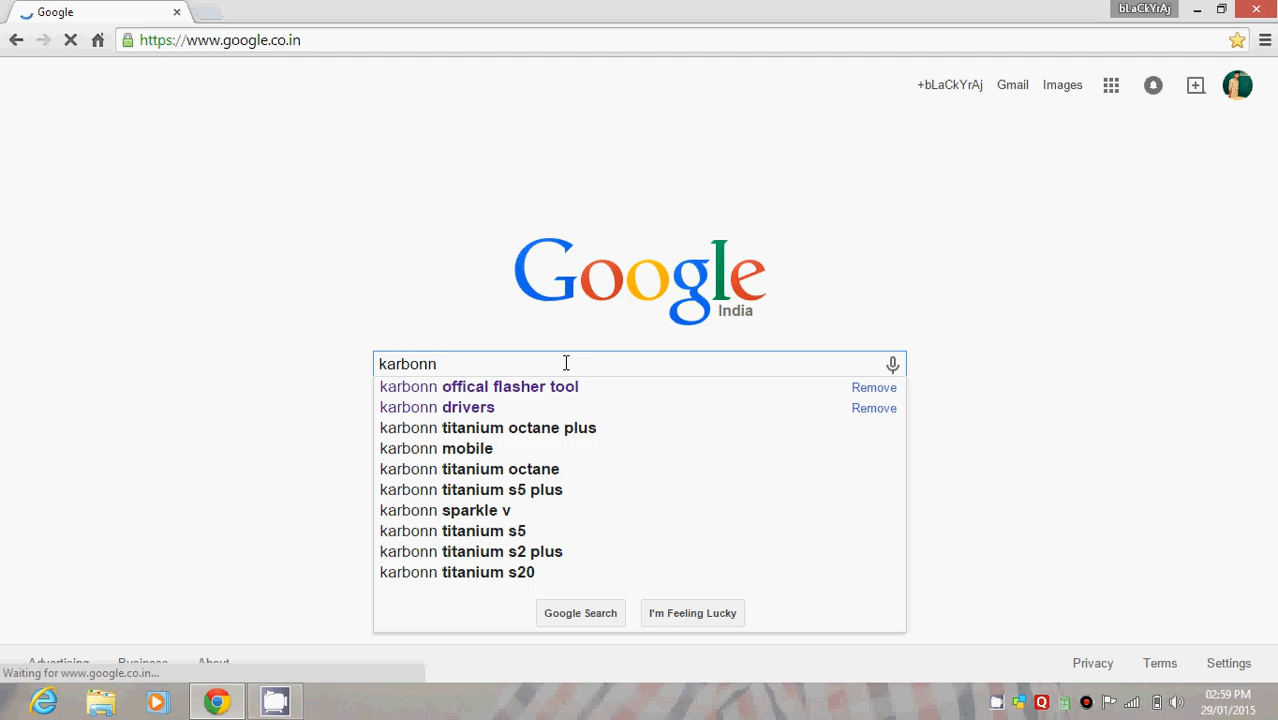 Google
bLaCkYrAj
https://www.google.co.in
+bLaCkYrAj Gmail Images
Google
India
karbonn
karbonn offical flasher tool Remove
karbonn drivers Remove
karbonn titanium octane plus
karbonn mobile
karbonn titanium octane
karbonn titanium s5 plus
karbonn sparkle v
karbonn titanium s5
karbonn titanium s2 plus
karbonn titanium s20
Google Search I'm Feeling Lucky
Advertising Business About Privacy Terms Settings
Waiting for www.google.co.in...
02:59 PM
29/01/2015